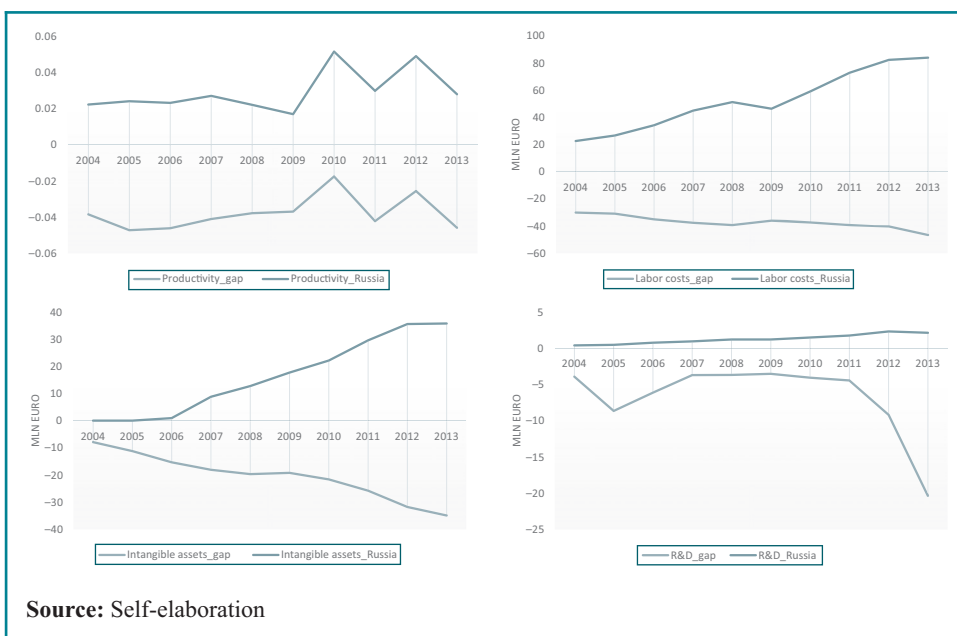 0.06
0.04
0.02
0
−0.02
−0.04
−0.06
2004 2005 2006 2007 2008 2009 2010 2011 2012 2013
Productivity_gap Productivity_Russia
MLN EURO
100
80
60
40
20
0
−20
−40
−60
2004 2005 2006 2007 2008 2009 2010 2011 2012 2013
Labor costs_gap Labor costs_Russia
MLN EURO
40
30
20
10
0
−10
−20
−30
−40
2004 2005 2006 2007 2008 2009 2010 2011 2012 2013
Intangible assets_gap Intangible assets_Russia
MLN EURO
5
0
−5
−10
−15
−20
−25
2004 2005 2006 2007 2008 2009 2010 2011 2012 2013
R&D_gap R&D_Russia
Source: Self-elaboration